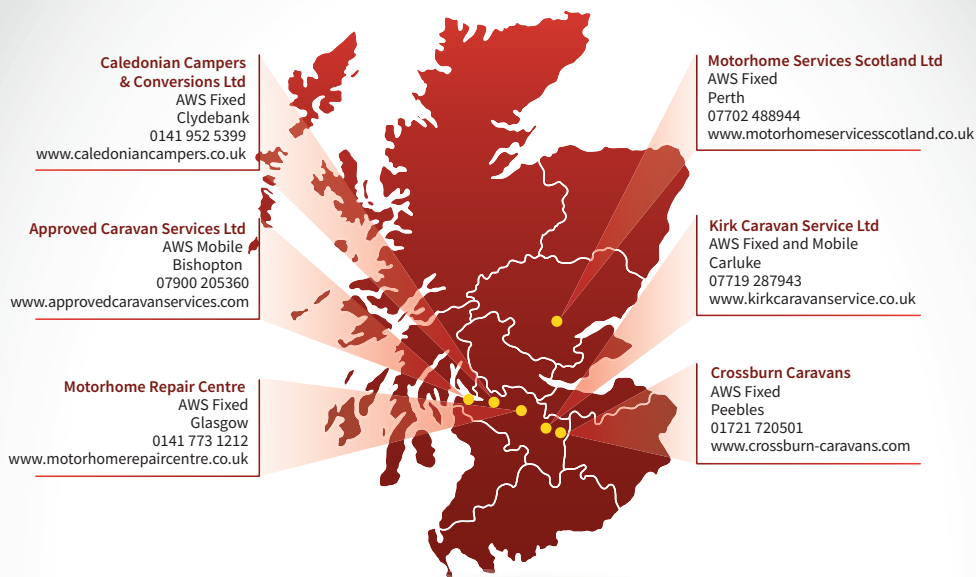 Caledonian Campers
& Conversions Ltd
AWS Fixed
Clydebank
0141 952 5399
www.caledoniancampers.co.uk
Approved Caravan Services Ltd
AWS Mobile
Bishopton
07900 205360
www.approvedcaravanservices.com
Motorhome Repair Centre
AWS Fixed
Glasgow
0141 773 1212
www.motorhomerepaircentre.co.uk
Motorhome Services Scotland Ltd
AWS Fixed
Perth
07702 488944
www.motorhomeservicesscotland.co.uk
Kirk Caravan Service Ltd
AWS Fixed and Mobile
Carluke
07719 287943
www.kirkcaravanservice.co.uk
Crossburn Caravans
AWS Fixed
Peebles
01721 720501
www.crossburn-caravans.com